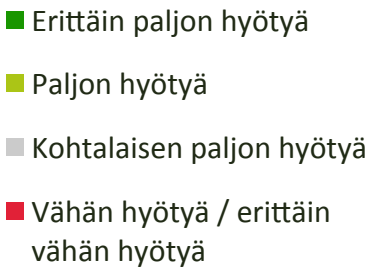 Erittäin paljon hyötyä
Paljon hyötyä
Kohtalaisen paljon hyötyä
Vähän hyötyä / erittäin
vähän hyötyä